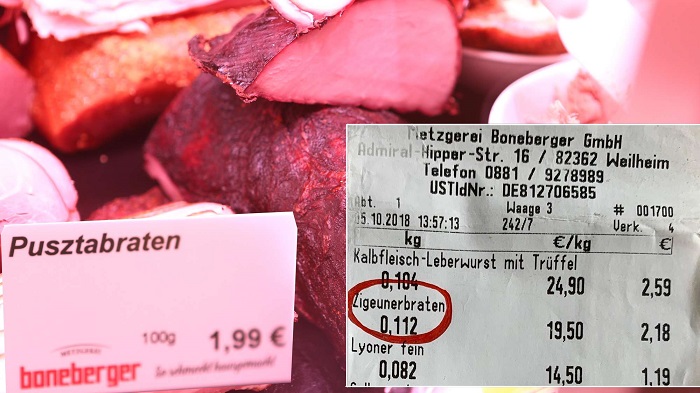 Pusztabraten
100g 1,99 €
METZGEREI
boneberger So schmeckt hausgemacht!
Metzgerei Boneberger GmbH
Admiral-Hipper-Str. 16 / 82362 Weilheim
Telefon 0881 / 9278989
USTIdNr.: DE812706585
Abt. 1 Waage 3 # 001700
5.10.2018 13:57:13 242/7 Verk. 4
kg €/kg €
Kalbfleisch-Leberwurst mit Trüffel
0,104 24,90 2,59
Zigeunerbraten
0,112 19,50 2,18
Lyoner fein
0,082 14,50 1,19